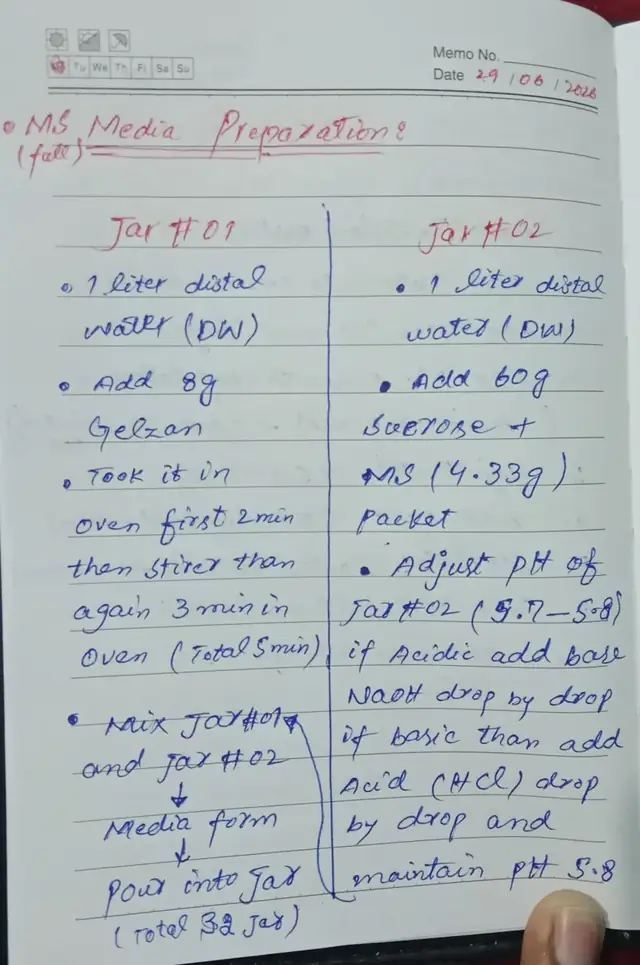 Tu We Th Fi Sa Su
Memo No.
Date 29/06/2026
• MS Media Preparation:
(full)
Jar # 01
• 1 liter distal
water (DW)
• Add 8g
Gelzan
• Took it in
oven first 2min
then stirer than
again 3 min in
oven (Total 5min)
• Mix Jar#01
and Jar #02
↓
Media form
↓
Pour into Jar
(Total 32 Jar)
Jar # 02
• 1 liter distal
water (DW)
• Add 60g
Sucrose +
MS (4.33g)
packet
• Adjust pH of
Jar#02 (5.7-5.8)
if Acidic add base
NaOH drop by drop
if basic than add
Acid (HCl) drop
by drop and
maintain pH 5.8